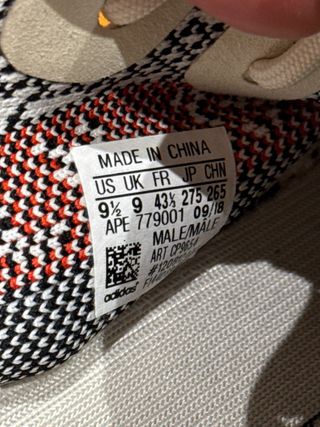 MADE IN CHINA
US UK FR JP CHN
9½ 9 43⅓ 275 265
APE 779001 09/18
MALE/MÂLE
ART CP9654
adidas